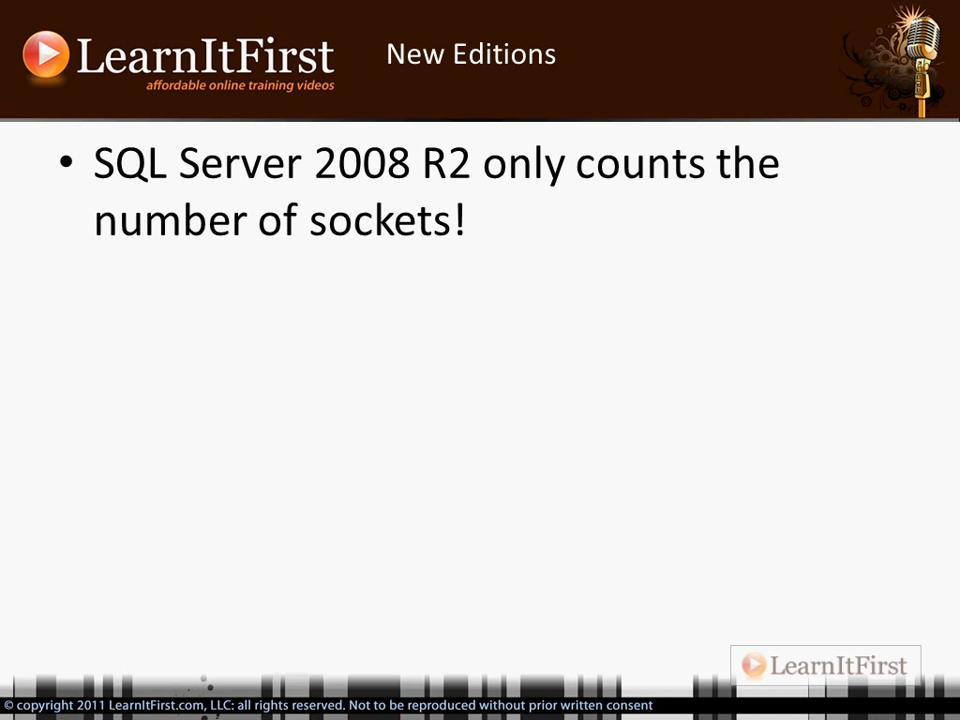 LearnItFirst
affordable online training videos
New Editions
• SQL Server 2008 R2 only counts the
number of sockets!
LearnItFirst
© copyright 2011 LearnItFirst.com, LLC: all rights reserved. Not to be reproduced without prior written consent